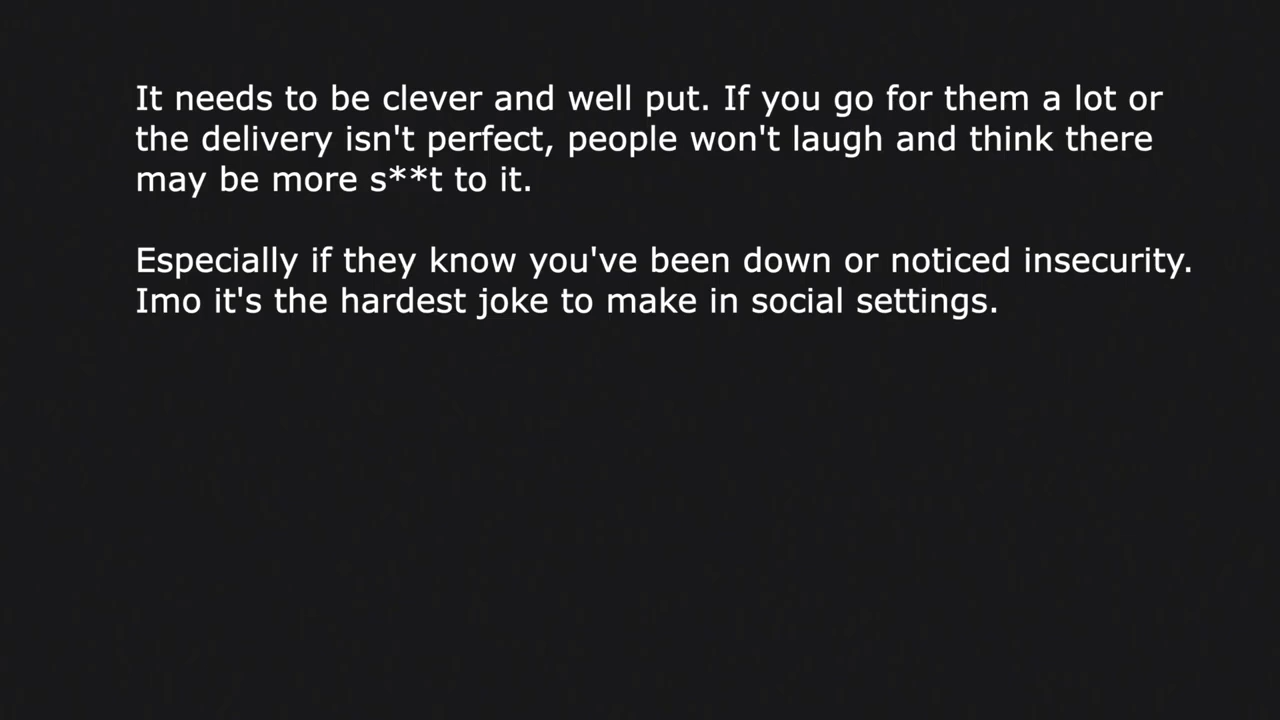 It needs to be clever and well put. If you go for them a lot or
the delivery isn't perfect, people won't laugh and think there
may be more s**t to it.
Especially if they know you've been down or noticed insecurity.
Imo it's the hardest joke to make in social settings.